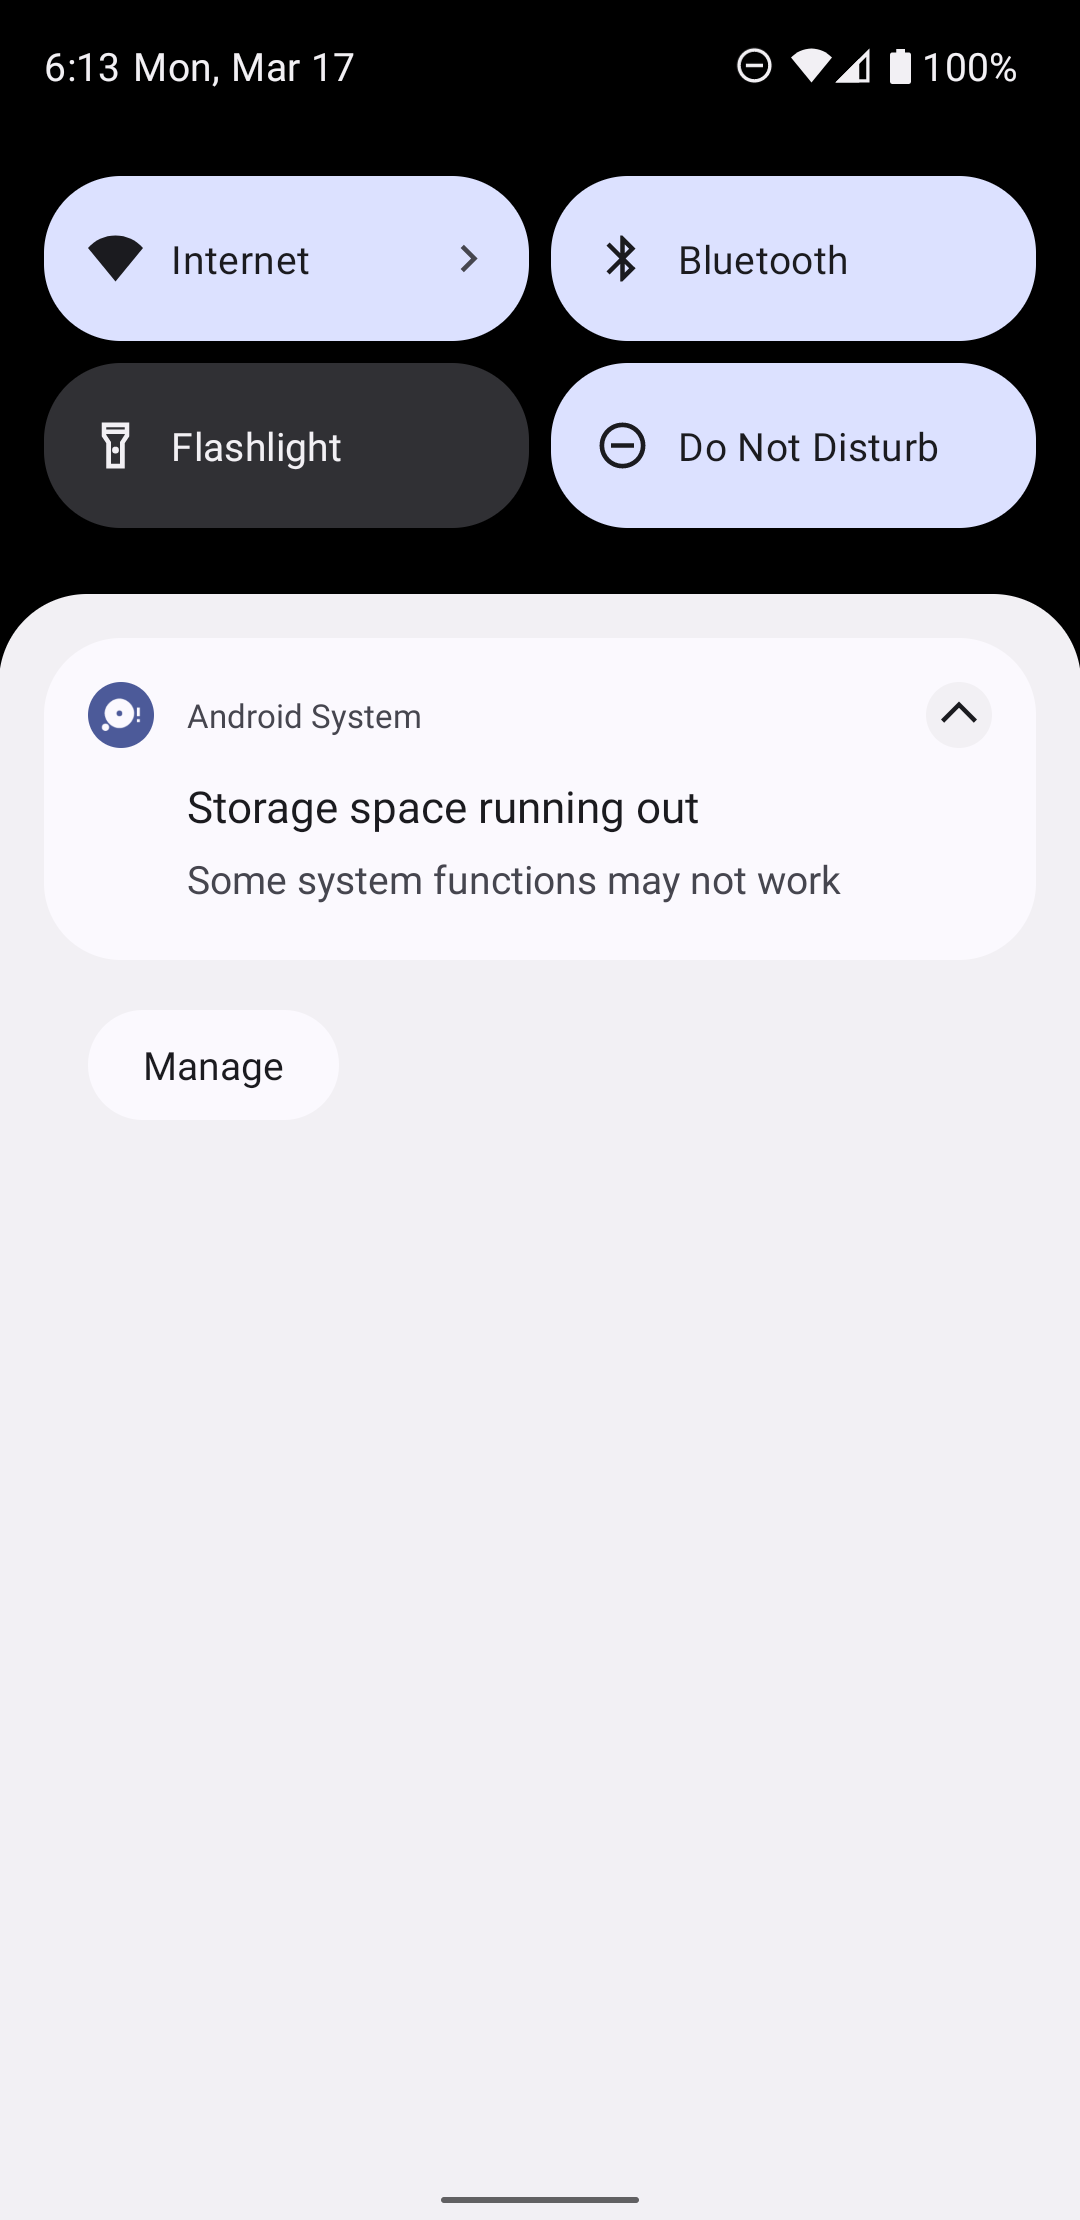 6:13 Mon, Mar 17 100%
Internet Bluetooth
Flashlight Do Not Disturb
Android System
Storage space running out
Some system functions may not work
Manage